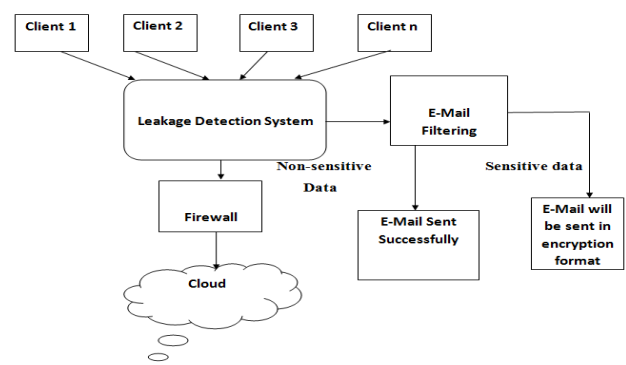 Client 1
Client 2
Client 3
Client n
Leakage Detection System
E-Mail
Filtering
Non-sensitive
Data
Sensitive data
Firewall
E-Mail Sent
Successfully
E-Mail will
be sent in
encryption
format
Cloud